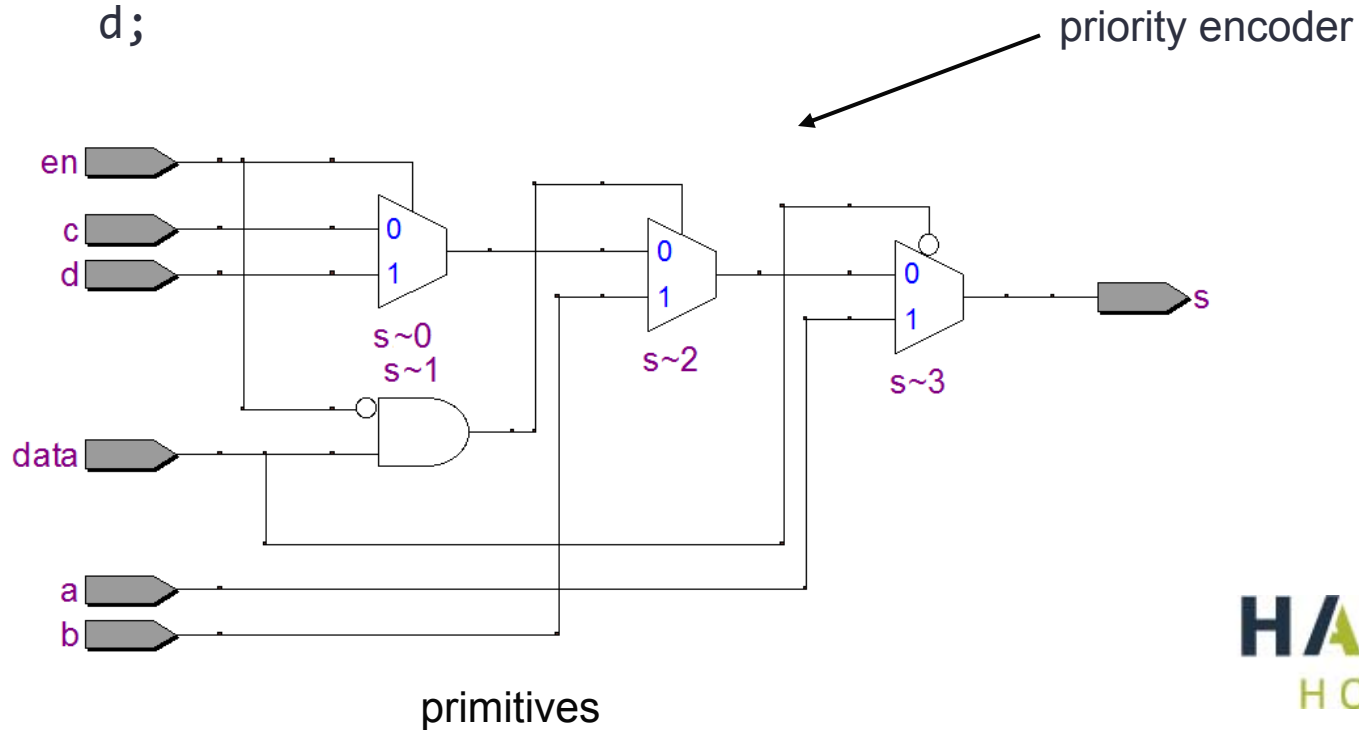 d;
priority encoder
en
c
d
0
1
s~0
s~1
0
1
s~2
0
1
s~3
s
data
a
b
primitives